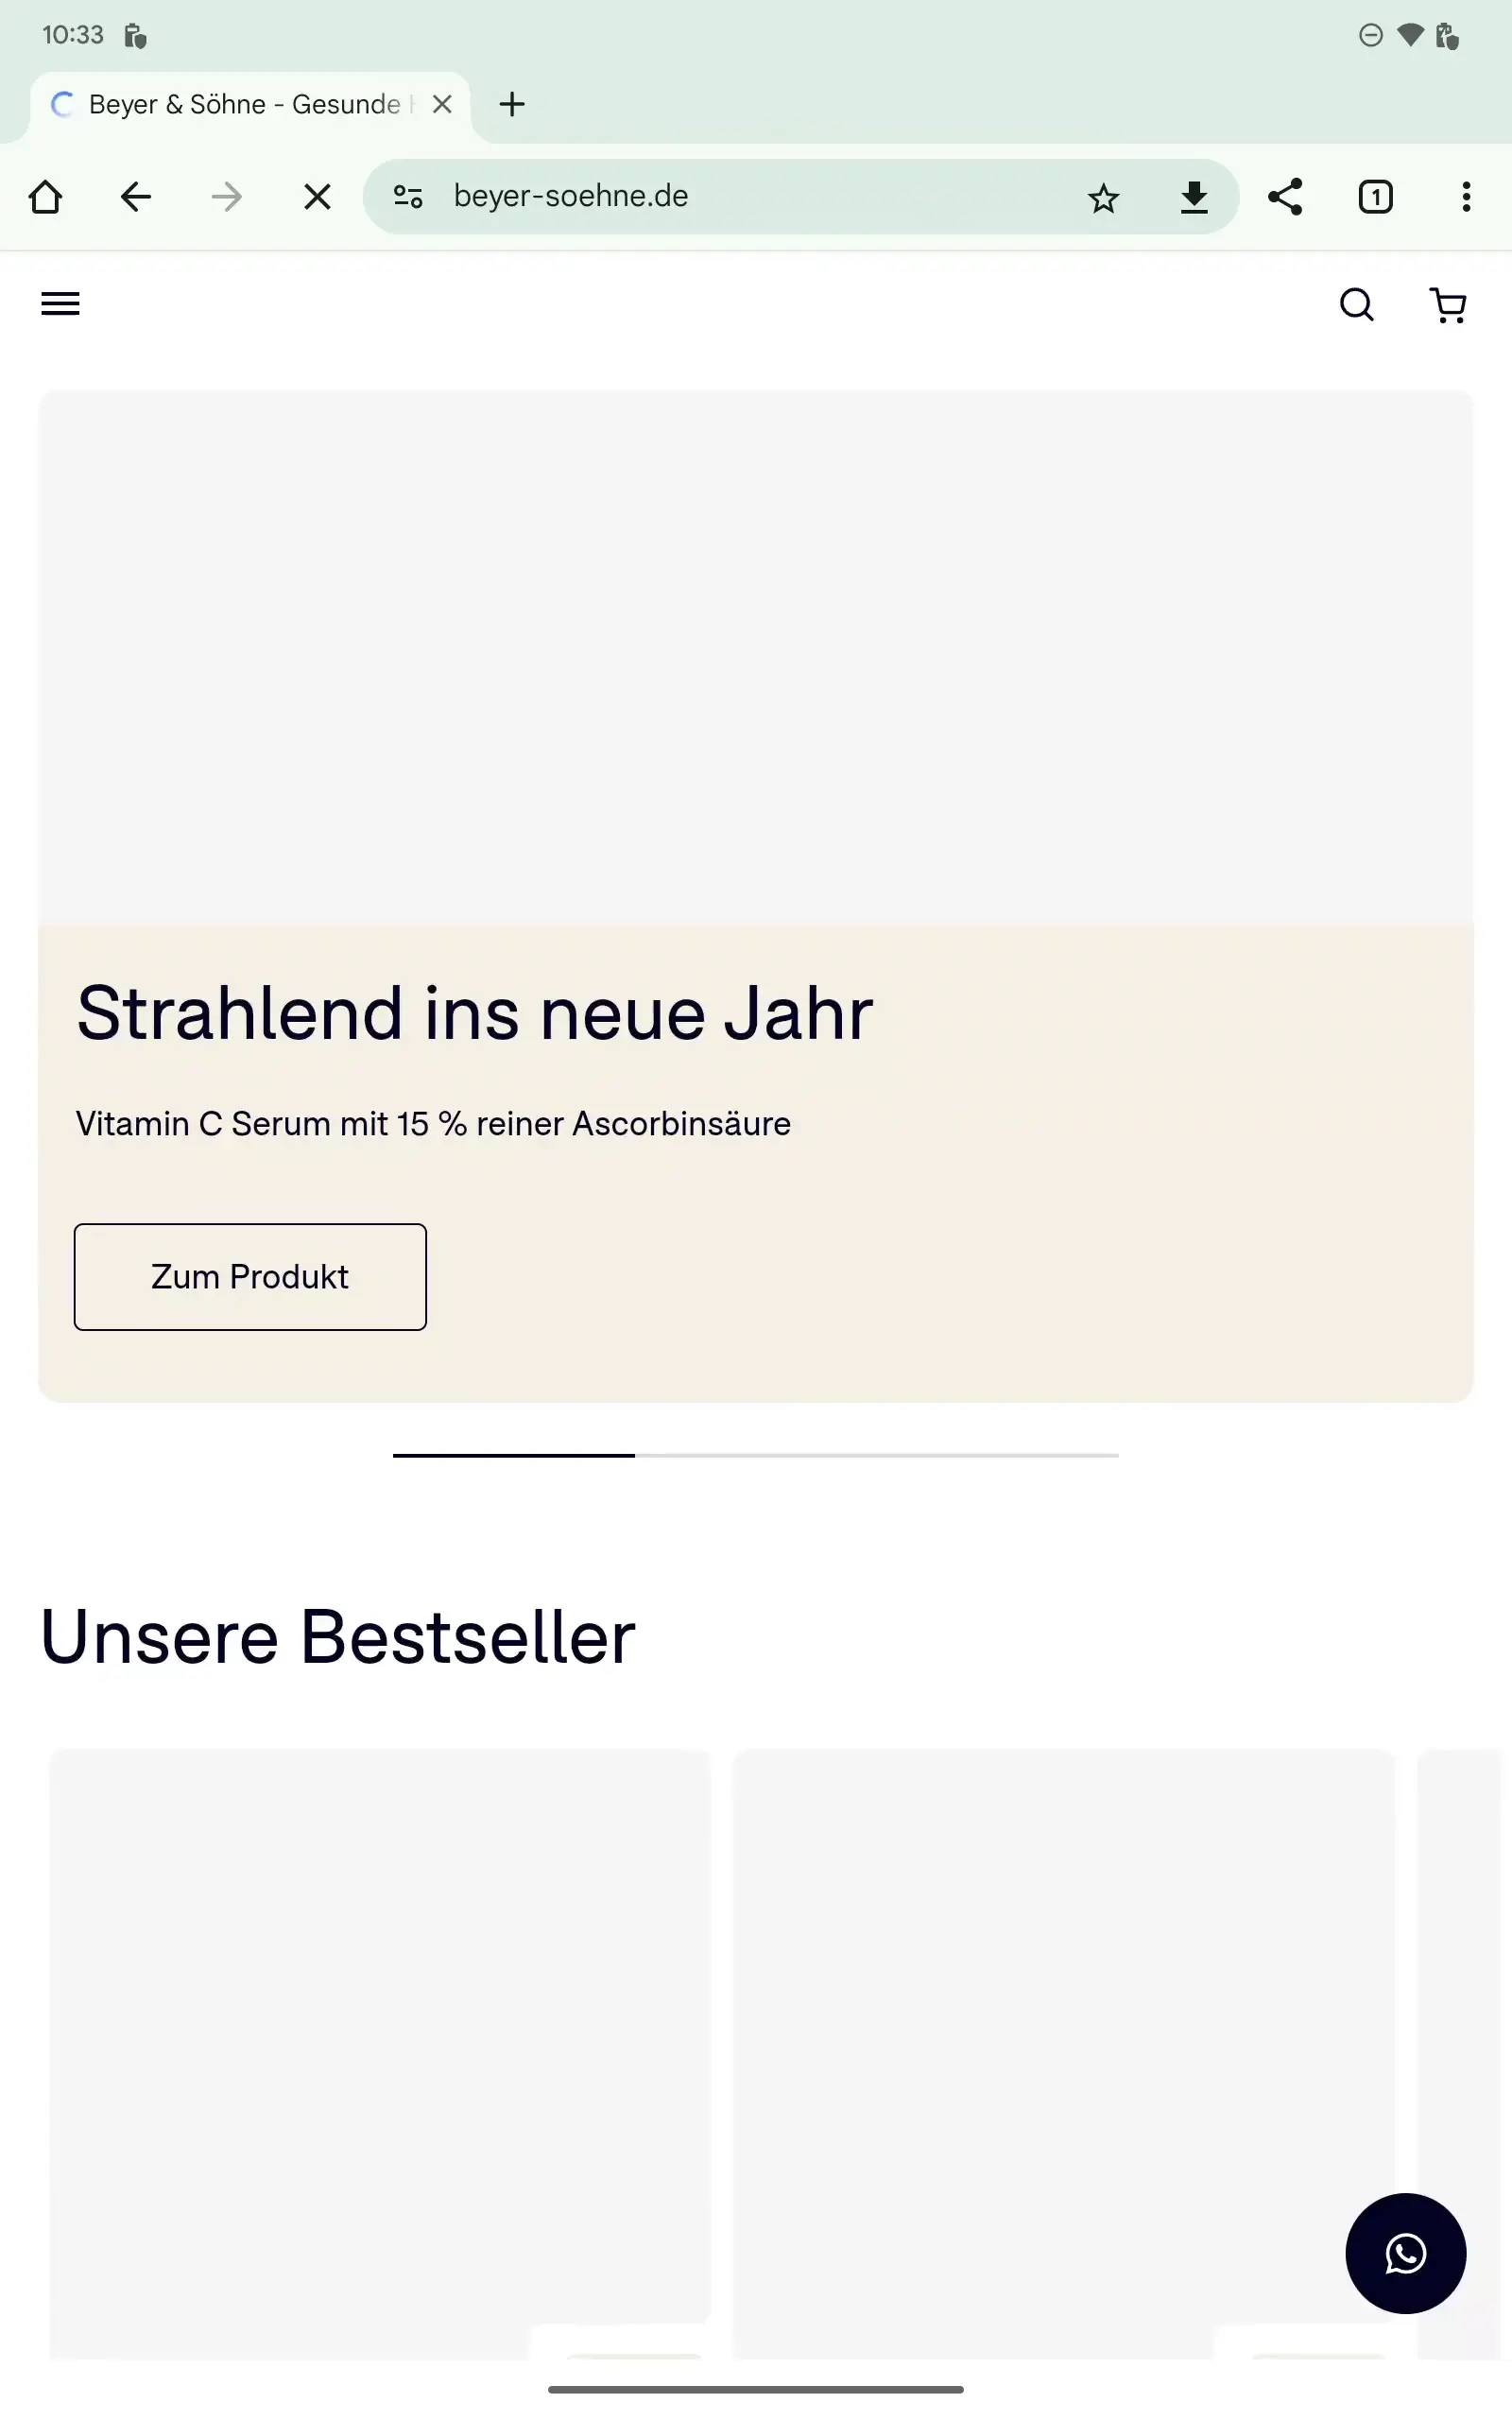 10:33
Beyer & Söhne - Gesunde
beyer-soehne.de
1
Strahlend ins neue Jahr
Vitamin C Serum mit 15 % reiner Ascorbinsäure
Zum Produkt
Unsere Bestseller